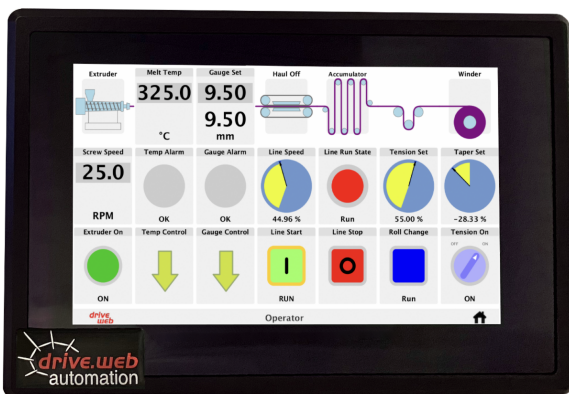 Extruder
Melt Temp
Gauge Set
Haul Off
Accumulator
Winder
325.0
9.50
°C
9.50
mm
Screw Speed
Temp Alarm
Gauge Alarm
Line Speed
Line Run State
Tension Set
Taper Set
25.0
RPM
OK
OK
44.96 %
Run
55.00 %
-28.33 %
Extruder On
Temp Control
Gauge Control
Line Start
Line Stop
Roll Change
Tension On
OFF
ON
I
O
ON
RUN
Run
ON
drive.
web
Operator
drive.web
automation